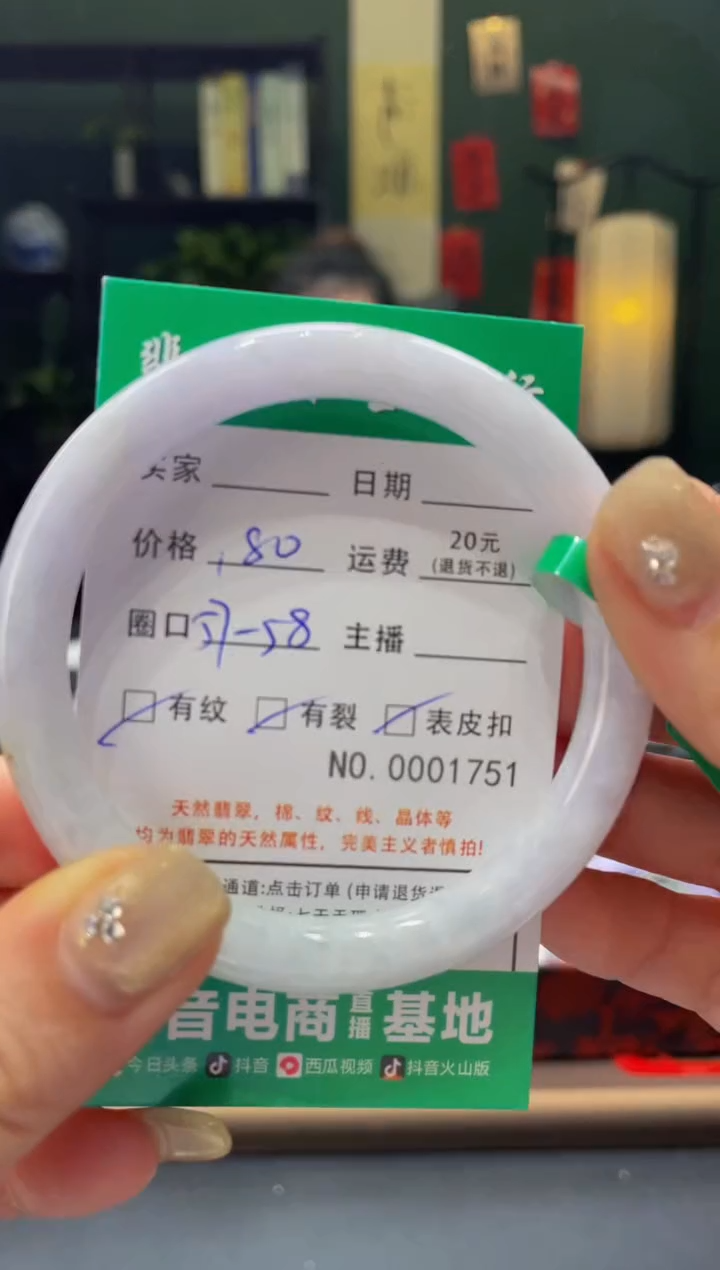 翡
买家 日期
价格 80 运费 20元
(退货不退)
圈口 57-58 主播
有纹 有裂 表皮扣
NO.0001751
天然翡翠，棉、纹、线、晶体等
均为翡翠的天然属性，完美主义者慎拍!
通道:点击订单(申请退货
音电商直播基地
今日头条 抖音 西瓜视频 抖音火山版